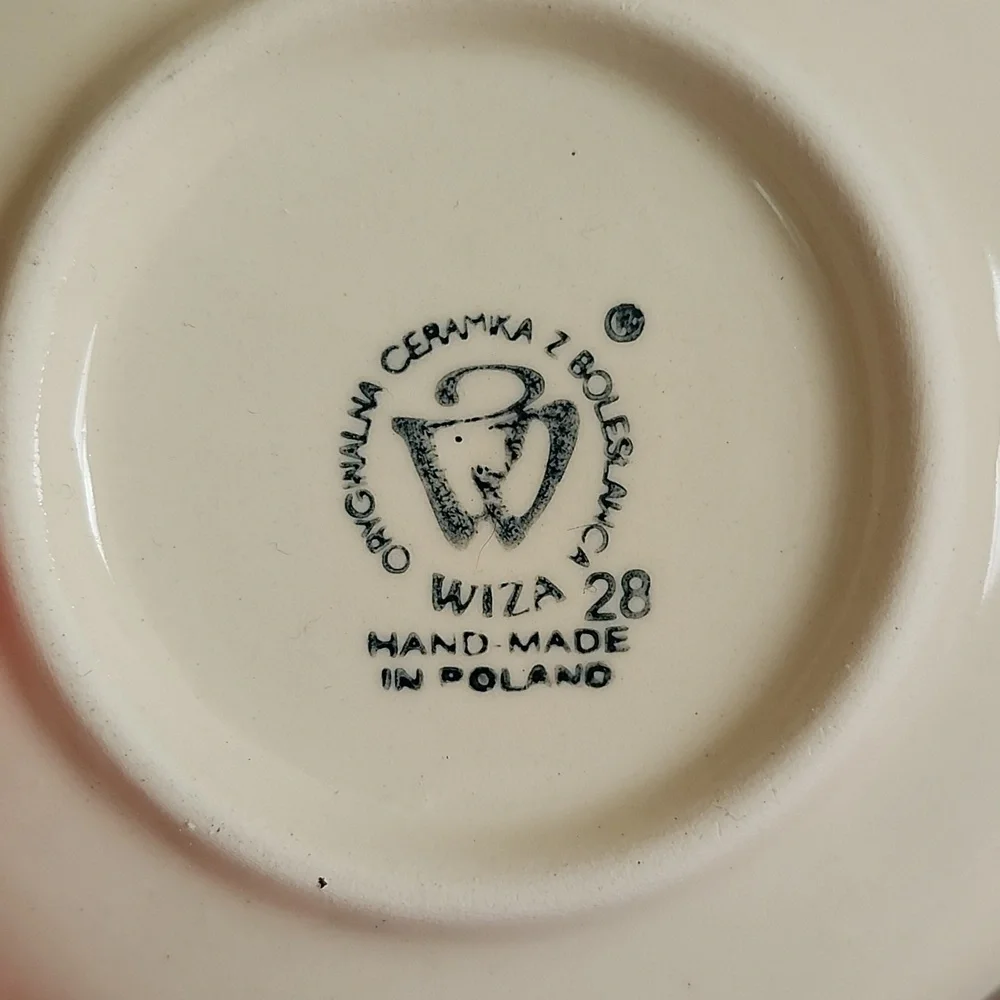 ORYGINALNA CERAMIKA Z BOLESŁAWCA
®
WIZA 28
HAND-MADE
IN POLAND